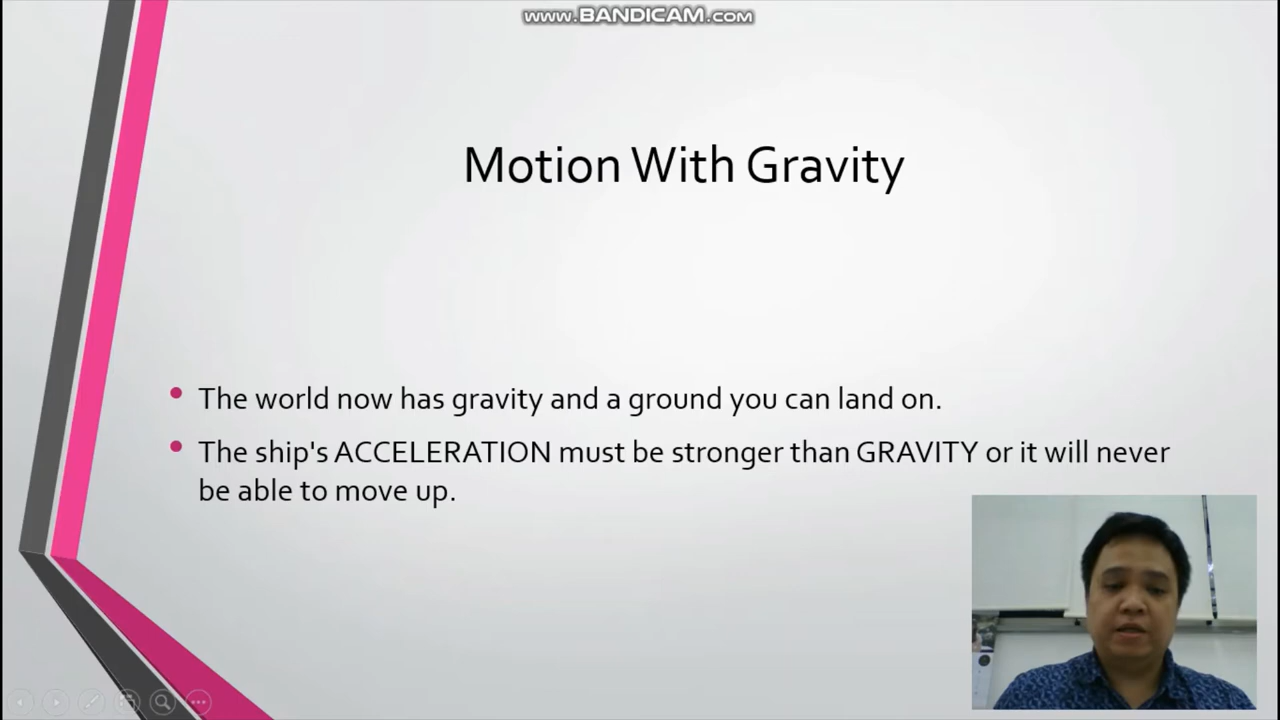 www.BANDICAM.com
Motion With Gravity
• The world now has gravity and a ground you can land on.
• The ship's ACCELERATION must be stronger than GRAVITY or it will never
be able to move up.